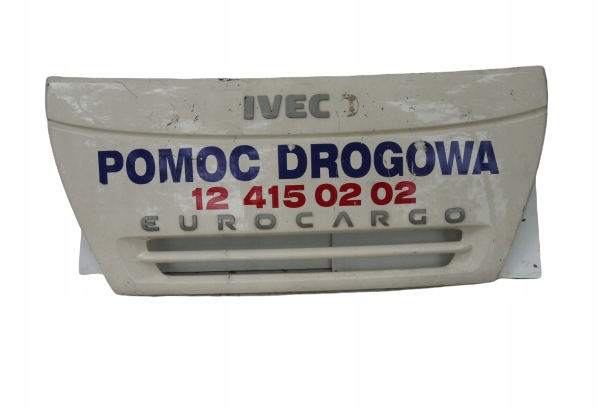 IVEC
POMOC DROGOWA
12 415 02 02
EUROCARGO